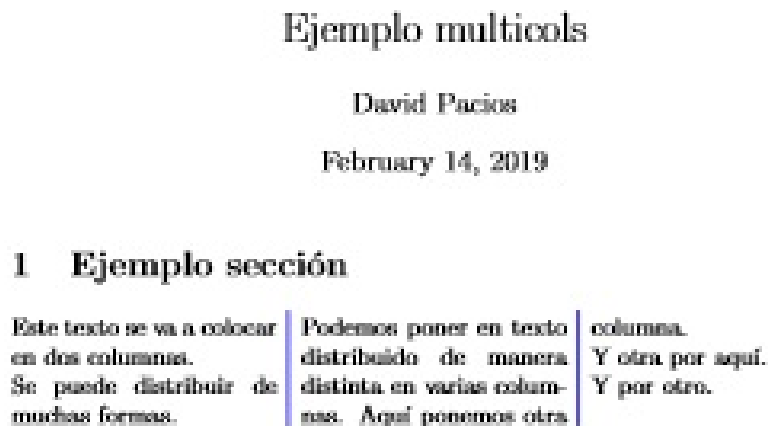 Ejemplo multicols
David Pacios
February 14, 2019
1 Ejemplo sección
Este texto se va a colocar
en dos columnas.
Se puede distribuir de
muchas formas.
Podemos poner en texto
distribuido de manera
distinta en varias colum-
nas. Aquí ponemos otra
columna.
Y otra por aquí.
Y por otro.